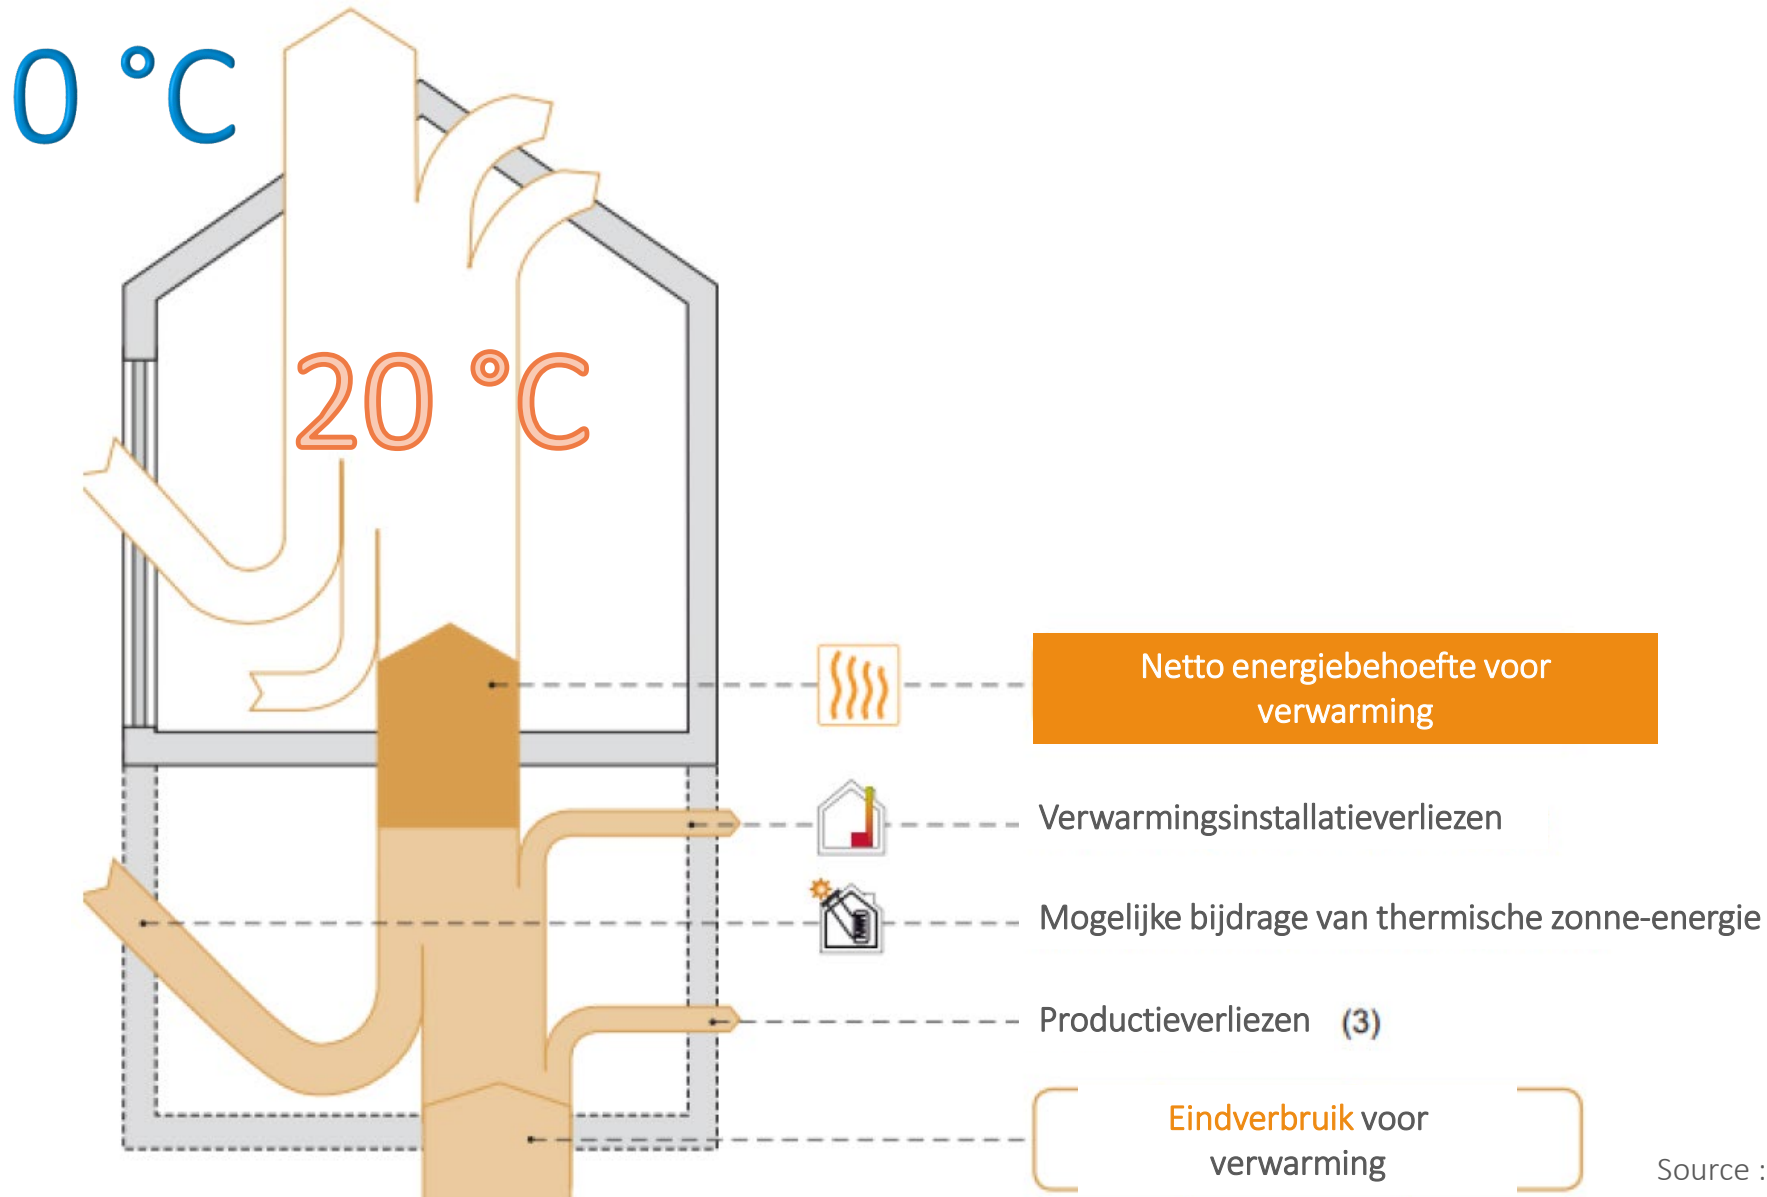 0 °C
20 °C
Netto energiebehoefte voor
verwarming
Verwarmingsinstallatieverliezen
Mogelijke bijdrage van thermische zonne-energie
Productieverliezen (3)
Eindverbruik voor
verwarming
Source :